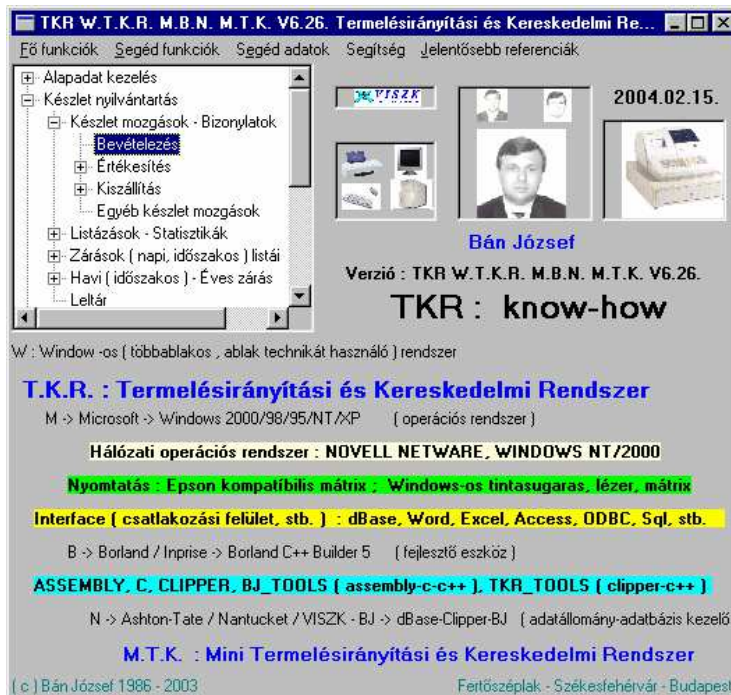 TKR W.T.K.R. M.B.N. M.T.K. V6.26. Termelésirányítási és Kereskedelmi Re...
Fő funkciók Segéd funkciók Segéd adatok Segítség Jelentősebb referenciák
Alapadat kezelés
Készlet nyilvántartás
Készlet mozgások - Bizonylatok
Bevételezés
Értékesítés
Kiszállítás
Egyéb készlet mozgások
Listázások - Statisztikák
Zárások ( napi, időszakos ) listái
Havi ( időszakos ) - Éves zárás
Leltár
VISZK
2004.02.15.
Bán József
Verzió : TKR W.T.K.R. M.B.N. M.T.K. V6.26.
TKR : know-how
W : Window -os ( többablakos , ablak technikát használó ) rendszer
T.K.R. : Termelésirányítási és Kereskedelmi Rendszer
M -> Microsoft -> Windows 2000/98/95/NT/XP ( operációs rendszer )
Hálózati operációs rendszer : NOVELL NETWARE, WINDOWS NT/2000
Nyomtatás : Epson kompatíbilis mátrix ; Windows-os tintasugaras, lézer, mátrix
Interface ( csatlakozási felület, stb. ) : dBase, Word, Excel, Access, ODBC, Sql, stb.
B -> Borland / Inprise -> Borland C++ Builder 5 ( fejlesztő eszköz )
ASSEMBLY, C, CLIPPER, BJ_TOOLS ( assembly-c-c++ ), TKR_TOOLS ( clipper-c++ )
N -> Ashton-Tate / Nantucket / VISZK - BJ -> dBase-Clipper-BJ ( adatállomány-adatbázis kezelő
M.T.K. : Mini Termelésirányítási és Kereskedelmi Rendszer
( c ) Bán József 1986 - 2003 Fertőszéplak - Székesfehérvár - Budapest